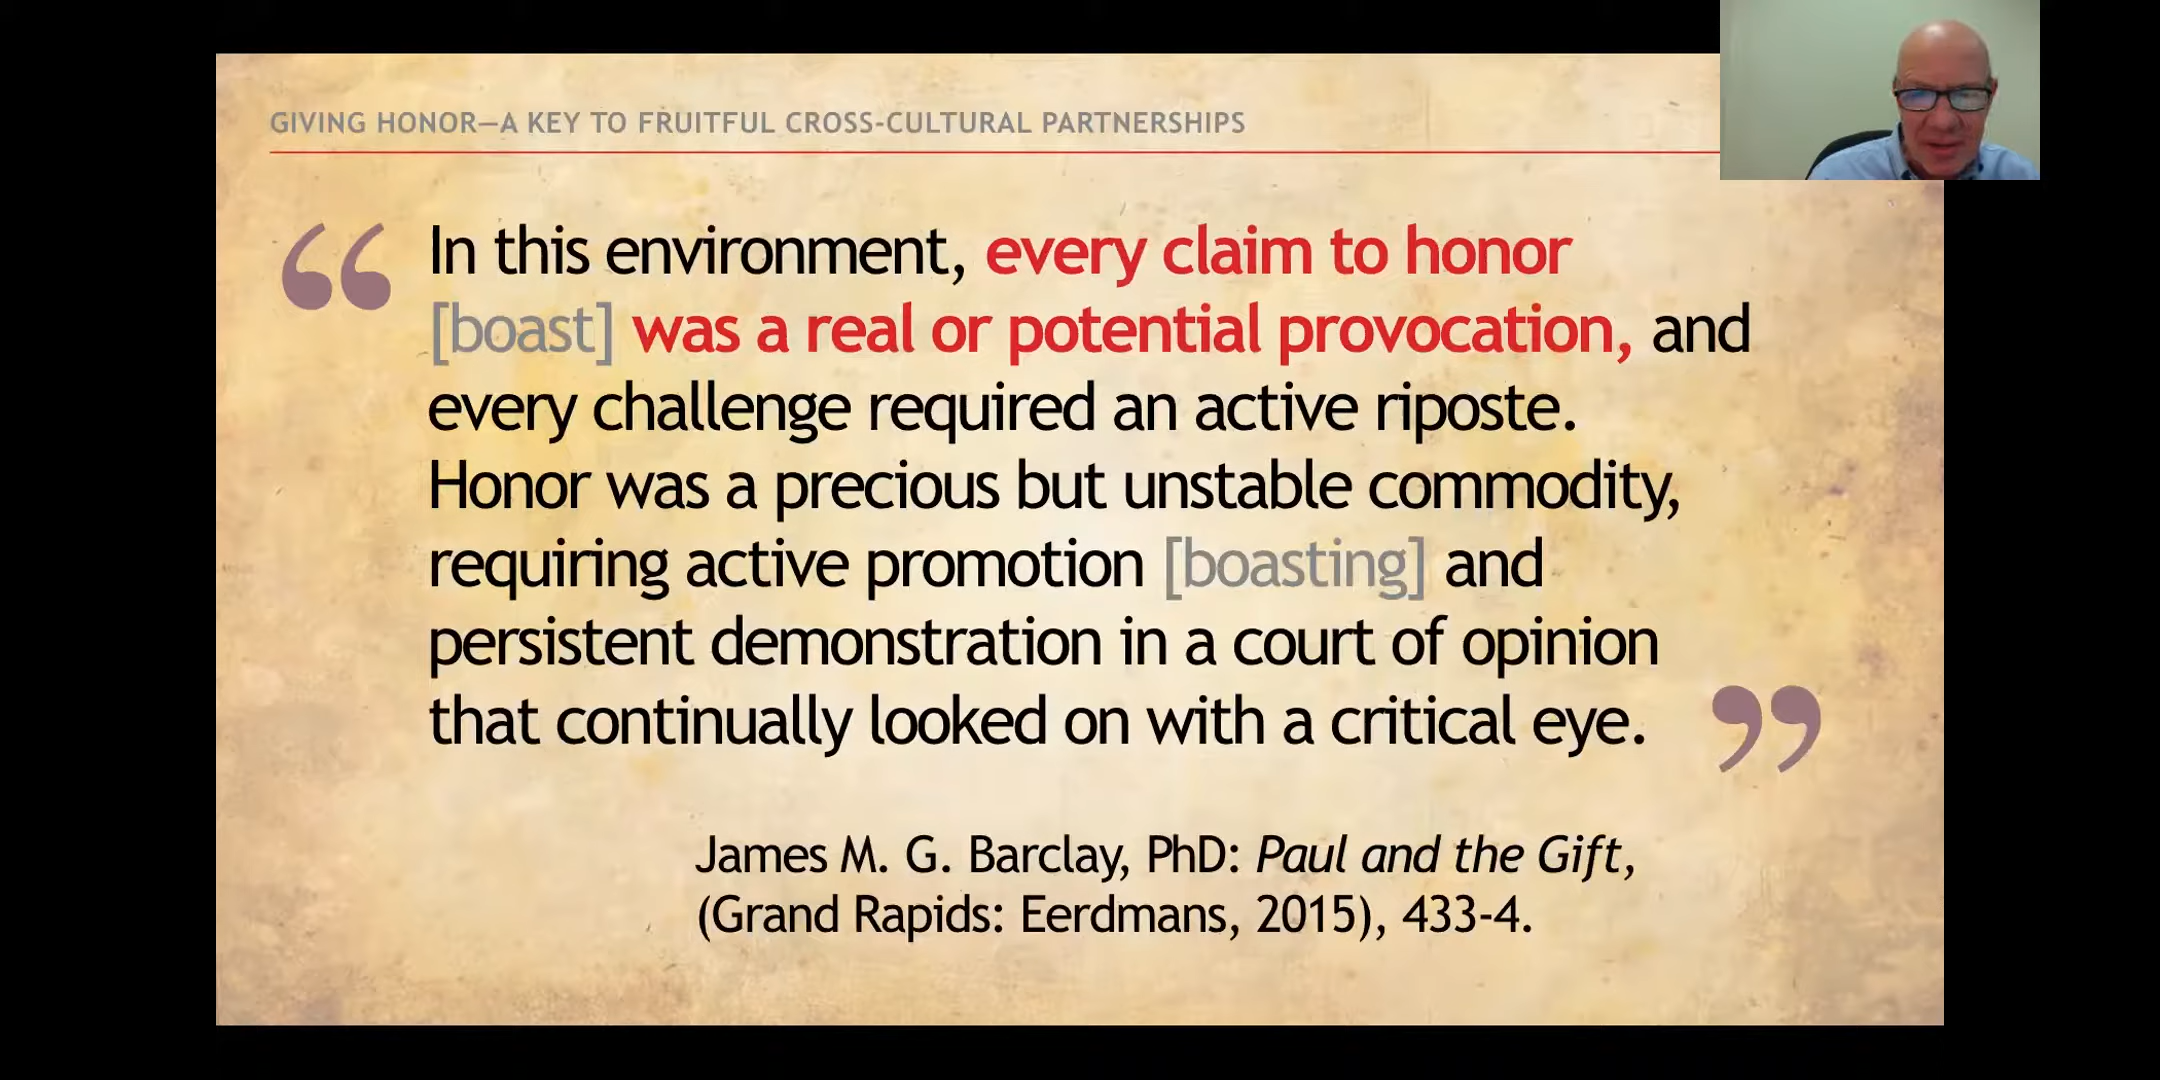 GIVING HONOR—A KEY TO FRUITFUL CROSS-CULTURAL PARTNERSHIPS
“In this environment, every claim to honor
[boast] was a real or potential provocation, and
every challenge required an active riposte.
Honor was a precious but unstable commodity,
requiring active promotion [boasting] and
persistent demonstration in a court of opinion
that continually looked on with a critical eye.”
James M. G. Barclay, PhD: Paul and the Gift,
(Grand Rapids: Eerdmans, 2015), 433-4.